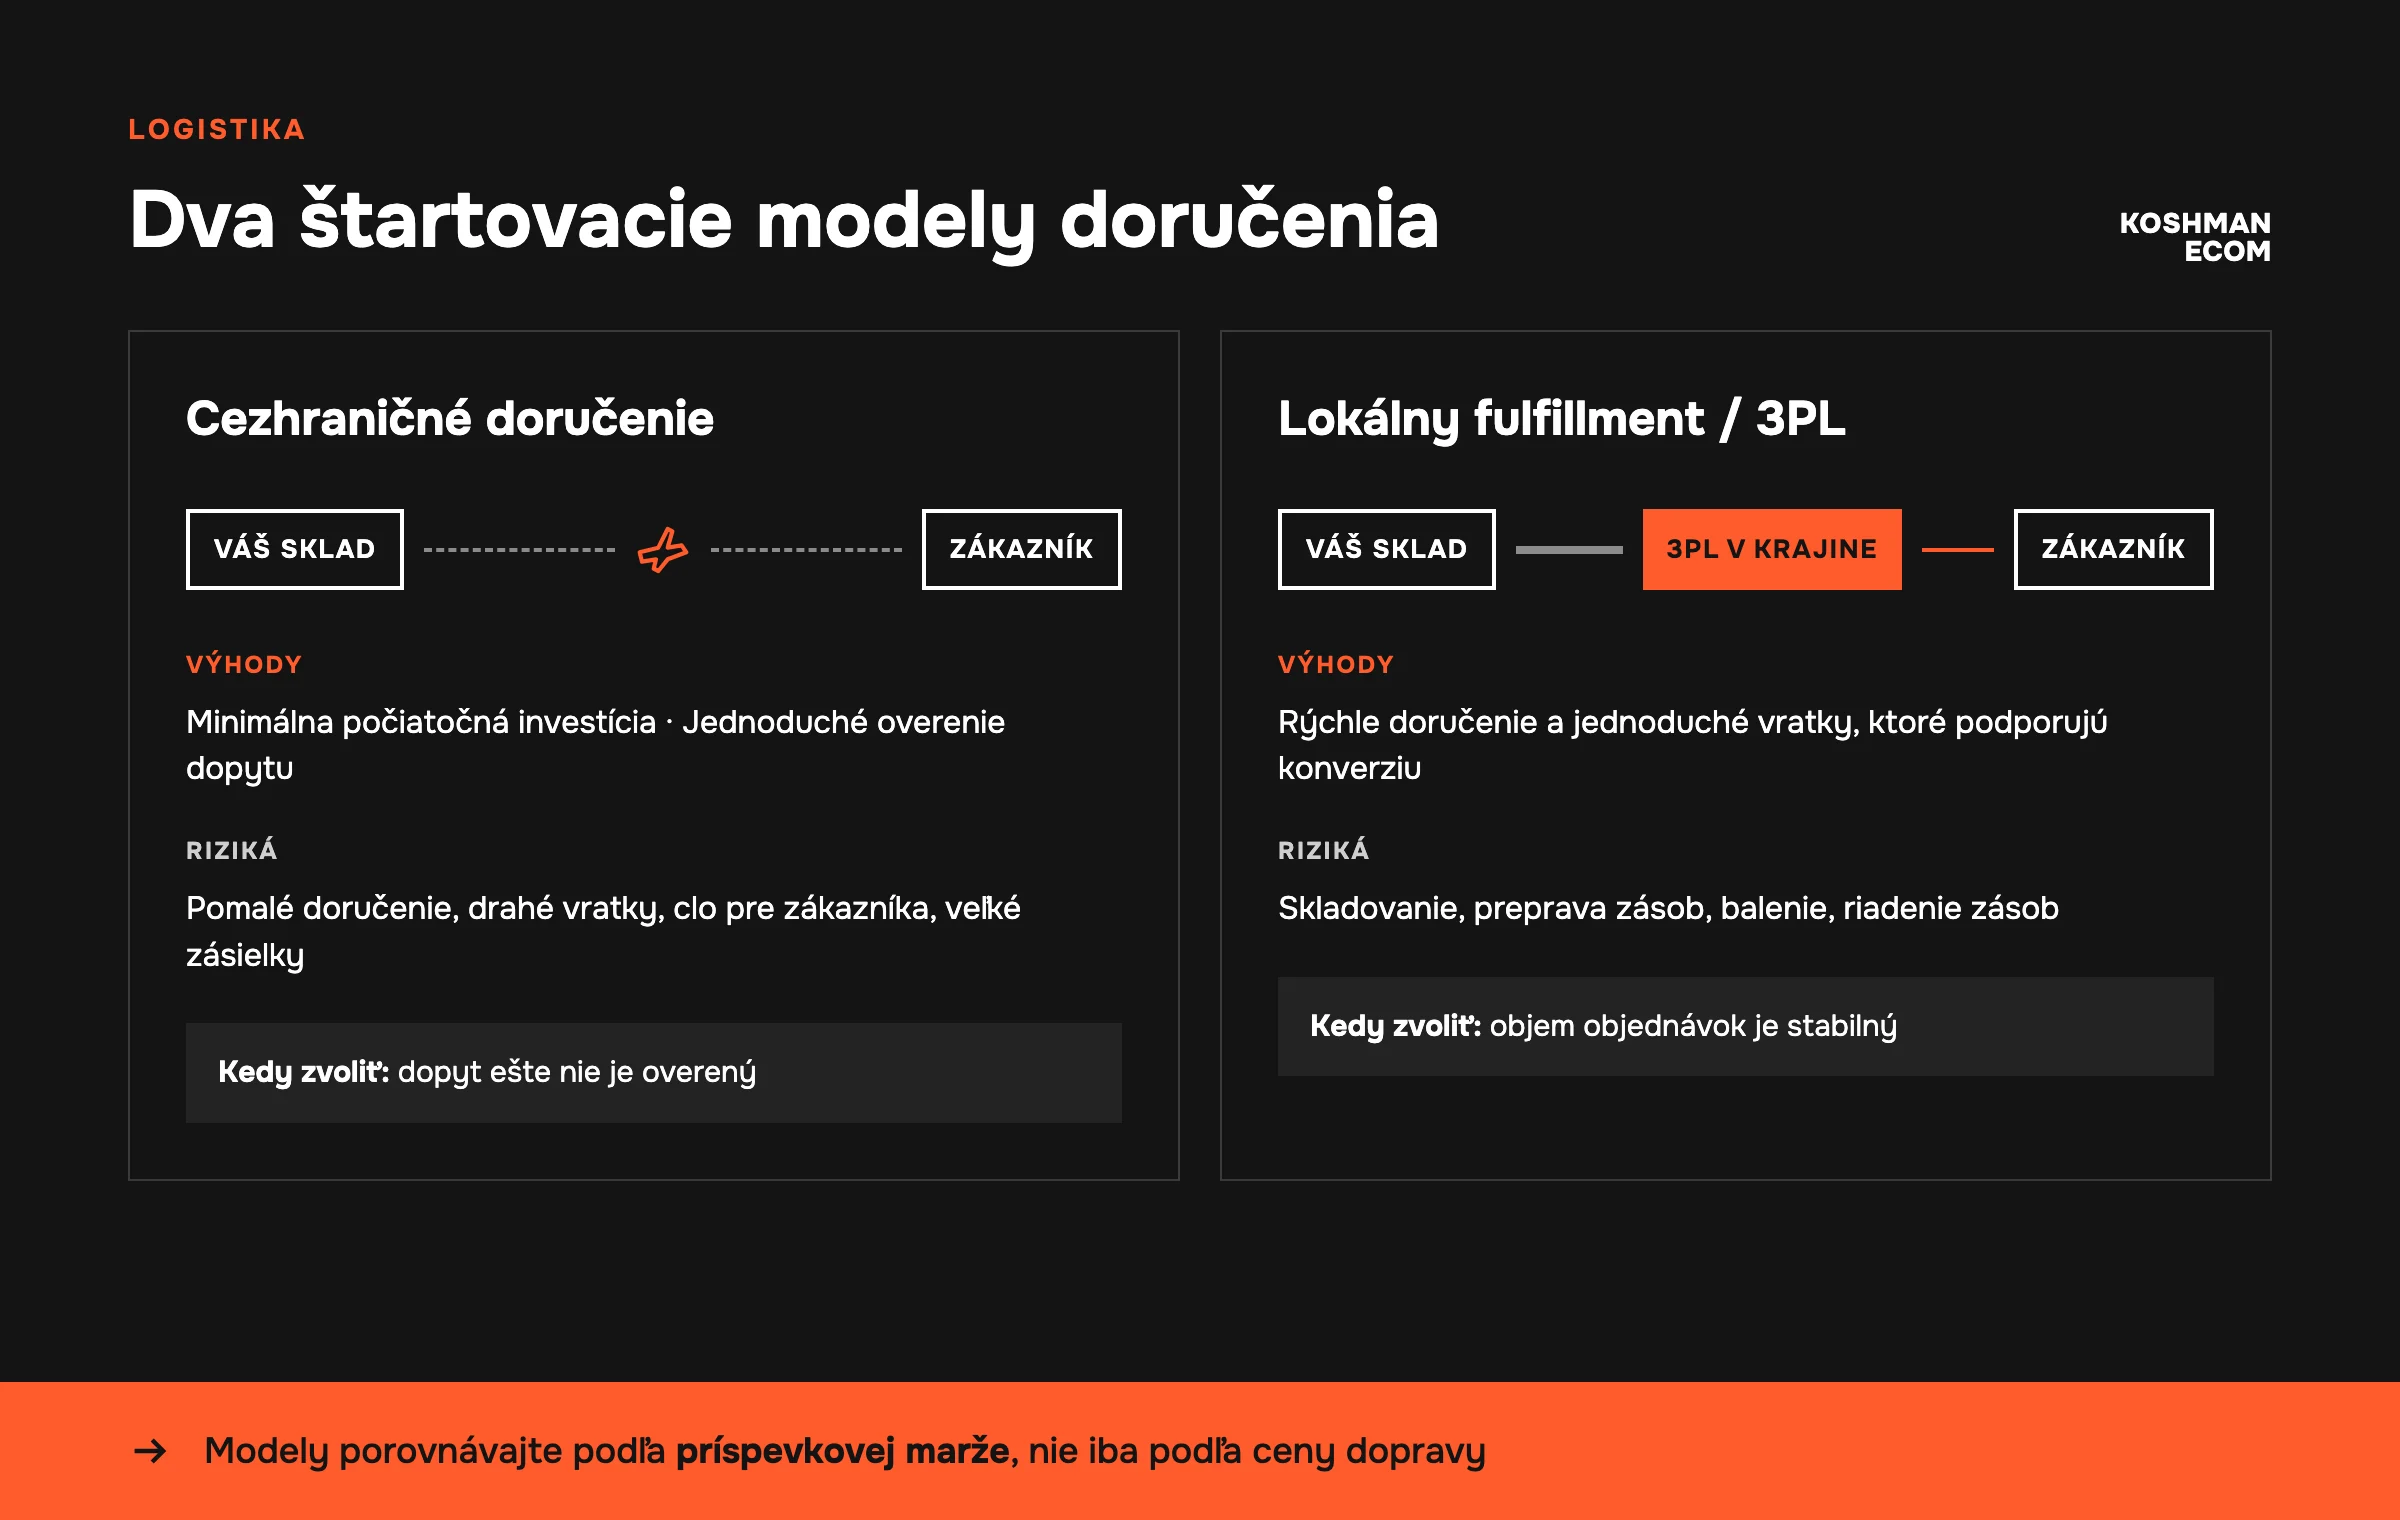 LOGISTIKA
Dva štartovacie modely doručenia
KOSHMAN
ECOM
Cezhraničné doručenie
VÁŠ SKLAD
ZÁKAZNÍK
VÝHODY
Minimálna počiatočná investícia · Jednoduché overenie
dopytu
RIZIKÁ
Pomalé doručenie, drahé vratky, clo pre zákazníka, veľké
zásielky
Kedy zvoliť: dopyt ešte nie je overený
Lokálny fulfillment / 3PL
VÁŠ SKLAD
3PL V KRAJINE
ZÁKAZNÍK
VÝHODY
Rýchle doručenie a jednoduché vratky, ktoré podporujú
konverziu
RIZIKÁ
Skladovanie, preprava zásob, balenie, riadenie zásob
Kedy zvoliť: objem objednávok je stabilný
→ Modely porovnávajte podľa príspevkovej marže, nie iba podľa ceny dopravy